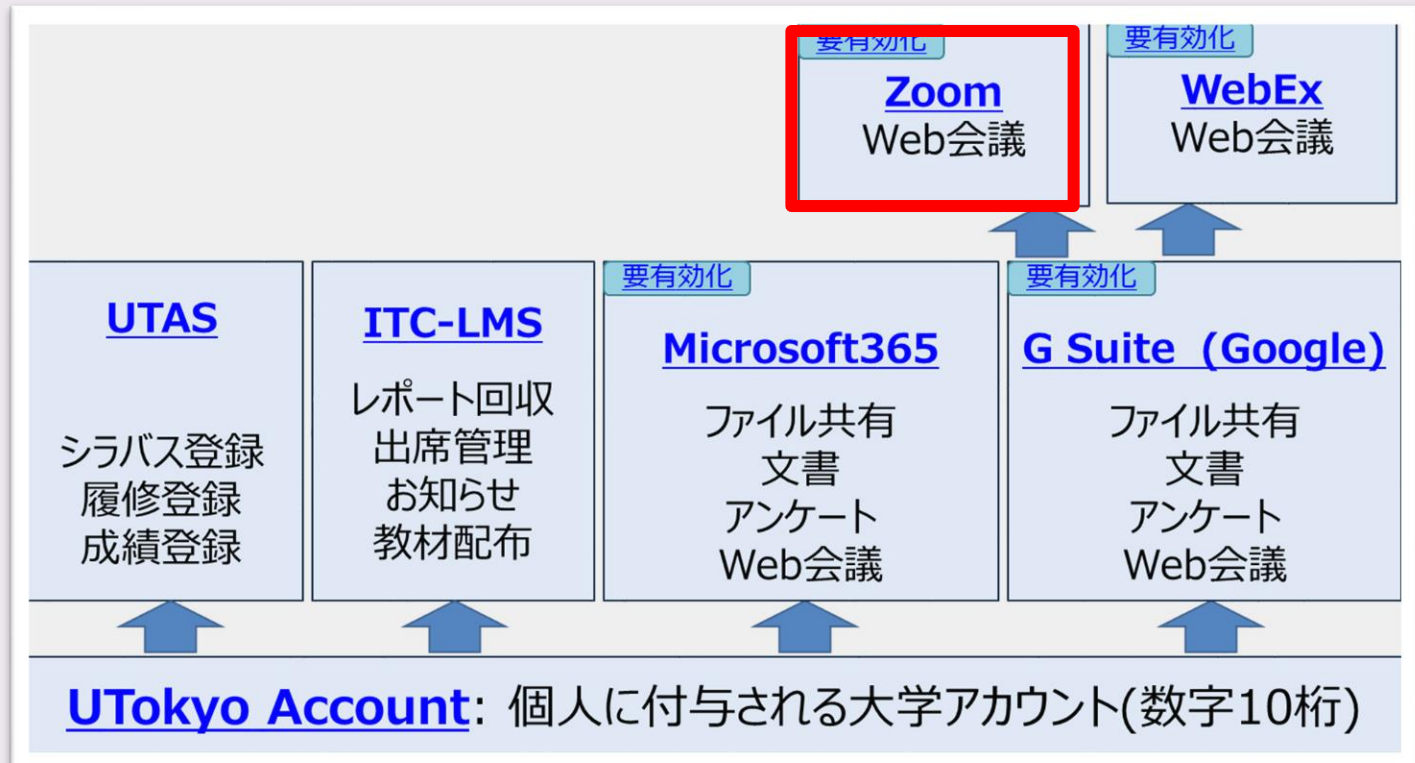 要有効化
Zoom
Web会議
要有効化
WebEx
Web会議
UTAS
シラバス登録
履修登録
成績登録
ITC-LMS
レポート回収
出席管理
お知らせ
教材配布
要有効化
Microsoft365
ファイル共有
文書
アンケート
Web会議
要有効化
G Suite (Google)
ファイル共有
文書
アンケート
Web会議
UTokyo Account: 個人に付与される大学アカウント(数字10桁)